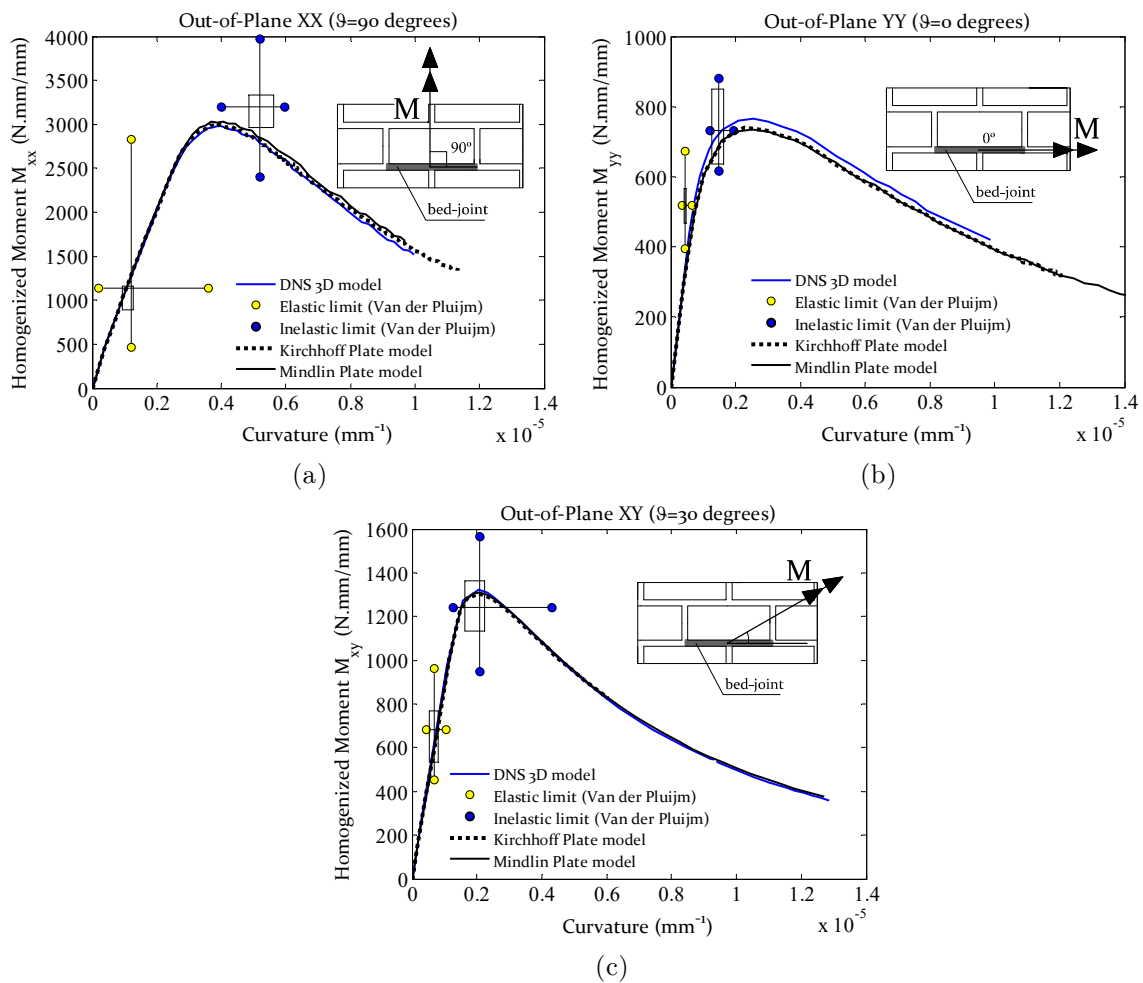 Out-of-Plane XX (ϑ=90 degrees)
Homogenized Moment M_xx (N.mm/mm)
4000
3500
3000
2500
2000
1500
1000
500
0
M
90º
bed-joint
DNS 3D model
Elastic limit (Van der Pluijm)
Inelastic limit (Van der Pluijm)
Kirchhoff Plate model
Mindlin Plate model
0 0.2 0.4 0.6 0.8 1 1.2 1.4
Curvature (mm⁻¹)
x 10⁻⁵
(a)
Out-of-Plane YY (ϑ=0 degrees)
Homogenized Moment M_yy (N.mm/mm)
1000
800
600
400
200
0
0º
M
bed-joint
DNS 3D model
Elastic limit (Van der Pluijm)
Inelastic limit (Van der Pluijm)
Kirchhoff Plate model
Mindlin Plate model
0 0.2 0.4 0.6 0.8 1 1.2 1.4
Curvature (mm⁻¹)
x 10⁻⁵
(b)
Out-of-Plane XY (ϑ=30 degrees)
Homogenized Moment M_xy (N.mm/mm)
1600
1400
1200
1000
800
600
400
200
0
M
bed-joint
DNS 3D model
Elastic limit (Van der Pluijm)
Inelastic limit (Van der Pluijm)
Kirchhoff Plate model
Mindlin Plate model
0 0.2 0.4 0.6 0.8 1 1.2 1.4
Curvature (mm⁻¹)
x 10⁻⁵
(c)